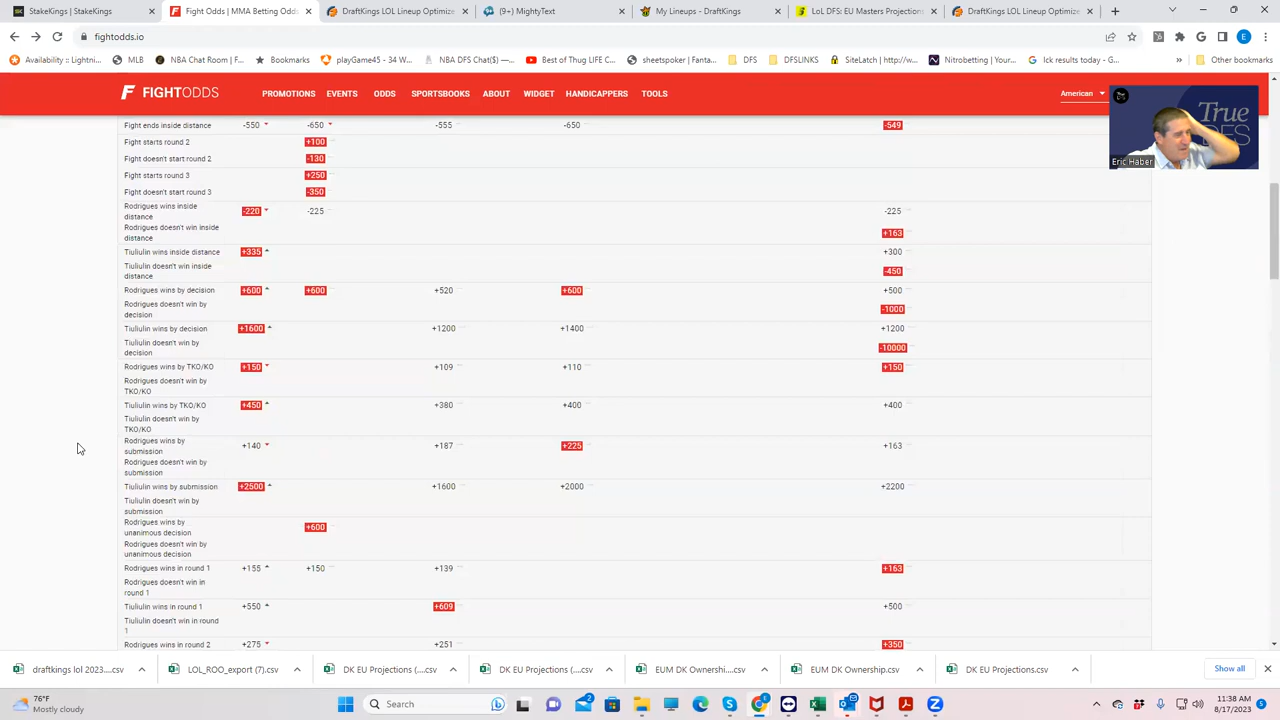 StakeKings | StakeKings
Fight Odds | MMA Betting Odds
DraftKings LOL Lineup Optimize
(9+) MightyText
My Lineups - DraftKings
LoL DFS: EU Masters Projections
DraftKings LOL Lineup Optimize
fightodds.io
Availability :: Lightni...
MLB
NBA Chat Room!
Bookmarks
playGame45 - 34 W...
NBA DFS Chat($)—...
Best of Thug LIFE C...
sheetspoker | Fanta...
DFS
DFSLINKS
SiteLatch | http://w...
Nitrobetting | Your...
Ick results today - G...
Other bookmarks
FIGHTODDS PROMOTIONS EVENTS ODDS SPORTSBOOKS ABOUT WIDGET HANDICAPPERS TOOLS American
True
DFS
Eric Haber
Fight ends inside distance -550 -650 -555 -650 -549
Fight starts round 2 +100
Fight doesn't start round 2 -130
Fight starts round 3 +250
Fight doesn't start round 3 -350
Rodrigues wins inside
distance -220 -225 -225
Rodrigues doesn't win inside
distance +163
Tiuliulin wins inside distance +335 +300
Tiuliulin doesn't win inside
distance -450
Rodrigues wins by decision +600 +600 +520 +600 +500
Rodrigues doesn't win by
decision -1000
Tiuliulin wins by decision +1600 +1200 +1400 +1200
Tiuliulin doesn't win by
decision -10000
Rodrigues wins by TKO/KO +150 +109 +110 +150
Rodrigues doesn't win by
TKO/KO
Tiuliulin wins by TKO/KO +450 +380 +400 +400
Tiuliulin doesn't win by
TKO/KO
Rodrigues wins by
submission +140 +187 +225 +163
Rodrigues doesn't win by
submission
Tiuliulin wins by submission +2500 +1600 +2000 +2200
Tiuliulin doesn't win by
submission
Rodrigues wins by
unanimous decision +600
Rodrigues doesn't win by
unanimous decision
Rodrigues wins in round 1 +155 +150 +139 +163
Rodrigues doesn't win in
round 1
Tiuliulin wins in round 1 +550 +609 +500
Tiuliulin doesn't win in round
1
Rodrigues wins in round 2 +275 +251 +350
draftkings lol 2023....csv
LOL_ROO_export (7).csv
DK EU Projections (....csv
DK EU Projections (....csv
EUM DK Ownershi....csv
EUM DK Ownership.csv
DK EU Projections.csv
Show all
76°F
Mostly cloudy
Search
11:38 AM
8/17/2023